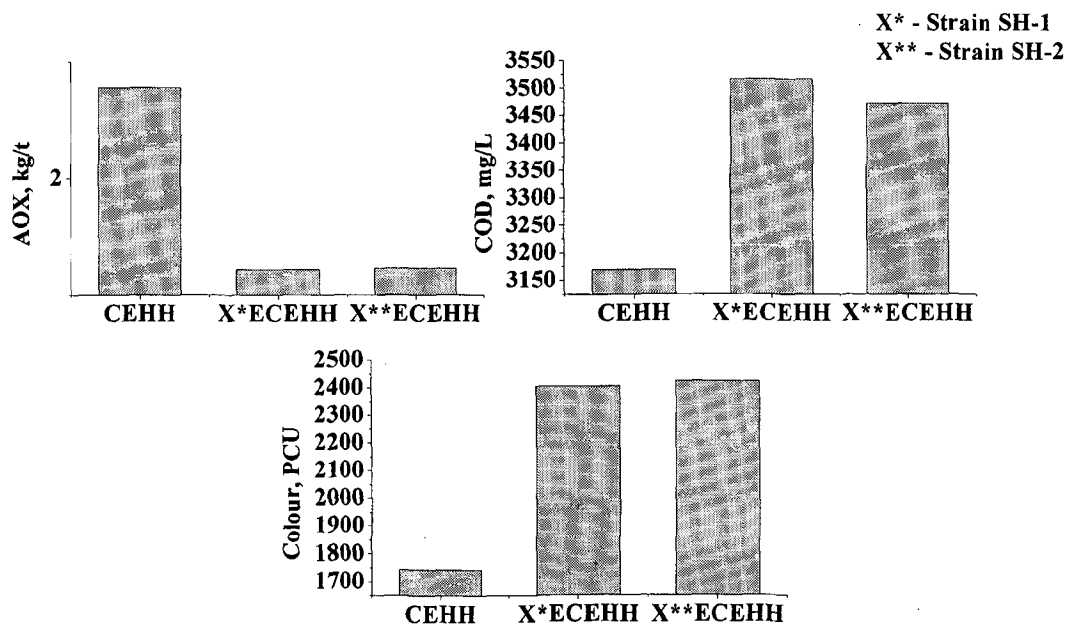 X* - Strain SH-1
X** - Strain SH-2
AOX, kg/t
2
CEHH X*ECEHH X**ECEHH
COD, mg/L
3550
3500
3450
3400
3350
3300
3250
3200
3150
CEHH X*ECEHH X**ECEHH
Colour, PCU
2500
2400
2300
2200
2100
2000
1900
1800
1700
CEHH X*ECEHH X**ECEHH